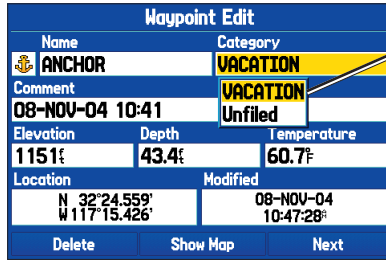 Waypoint Edit
Name Category
ANCHOR VACATION
VACATION
Comment
Unfiled
08-NOV-04 10:41
Elevation Depth Temperature
1151ft 43.4ft 60.7°F
Location Modified
N 32°24.559' 08-NOV-04
W117°15.426' 10:47:28
Delete Show Map Next